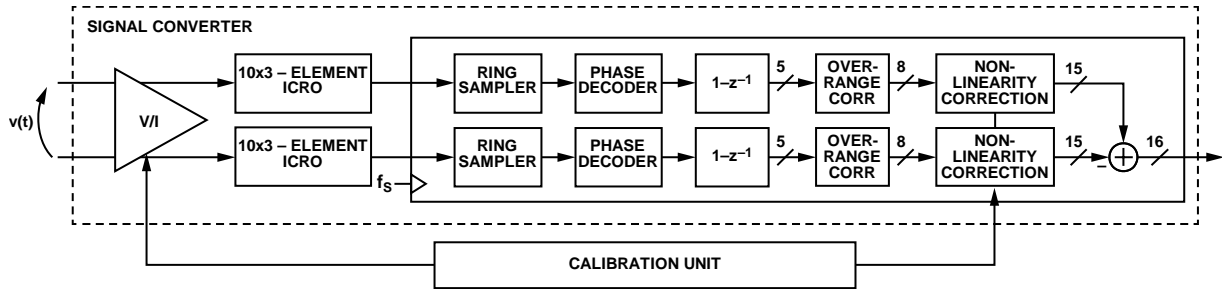 SIGNAL CONVERTER
v(t)
V/I
10x3 – ELEMENT
ICRO
RING
SAMPLER
PHASE
DECODER
1–z–1
5
OVER-
RANGE
CORR
8
NON-
LINEARITY
CORRECTION
15
10x3 – ELEMENT
ICRO
fS
RING
SAMPLER
PHASE
DECODER
1–z–1
5
OVER-
RANGE
CORR
8
NON-
LINEARITY
CORRECTION
15
–
+
16
CALIBRATION UNIT